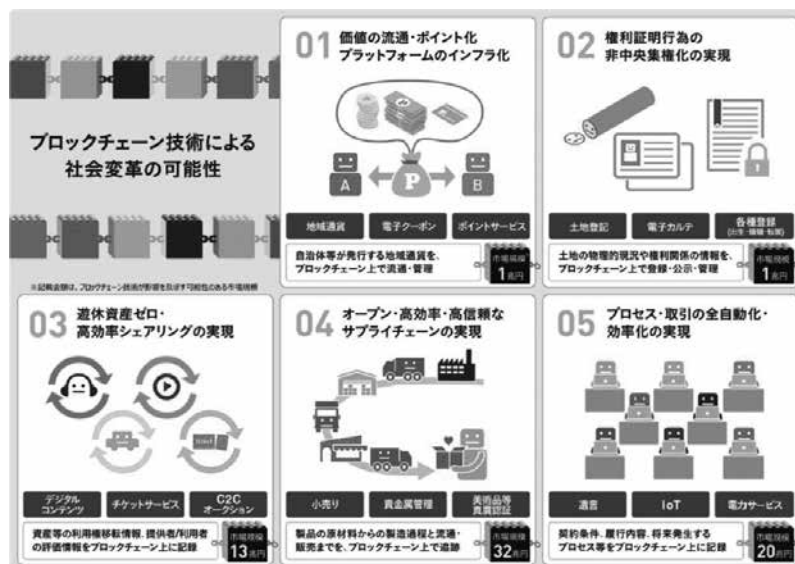 ブロックチェーン技術による
社会変革の可能性
※記載金額は、ブロックチェーン技術が影響を及ぼす可能性のある市場規模
01 価値の流通・ポイント化
プラットフォームのインフラ化
A
P
B
地域通貨
電子クーポン
ポイントサービス
自治体等が発行する地域通貨を、
ブロックチェーン上で流通・管理
市場規模
1兆円
02 権利証明行為の
非中央集権化の実現
土地登記
電子カルテ
各種登録
(出生・婚姻・転居)
土地の物理的現況や権利関係の情報を、
ブロックチェーン上で登録・公示・管理
市場規模
1兆円
03 遊休資産ゼロ・
高効率シェアリングの実現
デジタル
コンテンツ
チケットサービス
C2C
オークション
資産等の利用権移転情報、提供者/利用者
の評価情報をブロックチェーン上に記録
市場規模
13兆円
04 オープン・高効率・高信頼な
サプライチェーンの実現
小売り
貴金属管理
美術品等
真贋認証
製品の原材料からの製造過程と流通・
販売までを、ブロックチェーン上で追跡
市場規模
32兆円
05 プロセス・取引の全自動化・
効率化の実現
遺言
IoT
電力サービス
契約条件、履行内容、将来発生する
プロセス等をブロックチェーン上に記録
市場規模
20兆円